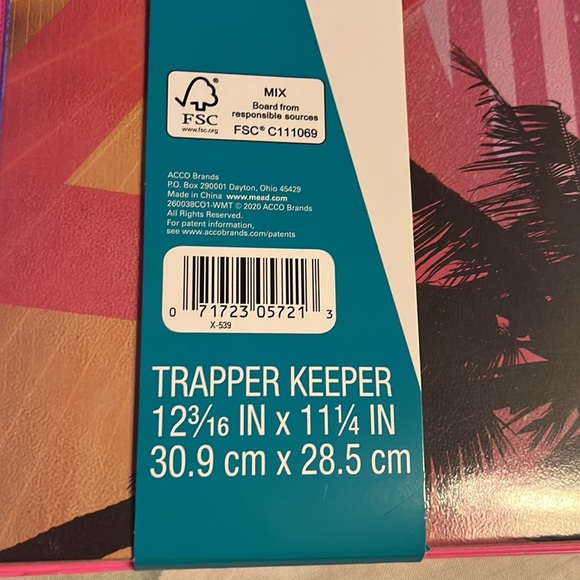 FSC
www.fsc.org
MIX
Board from
responsible sources
FSC® C111069
ACCO Brands
P.O. Box 290001 Dayton, Ohio 45429
Made in China www.mead.com
260038CO1-WMT © 2020 ACCO Brands
All Rights Reserved.
For patent information,
see www.accobrands.com/patents
0 71723 05721 3
X-539
TRAPPER KEEPER
12 3/16 IN x 11 1/4 IN
30.9 cm x 28.5 cm